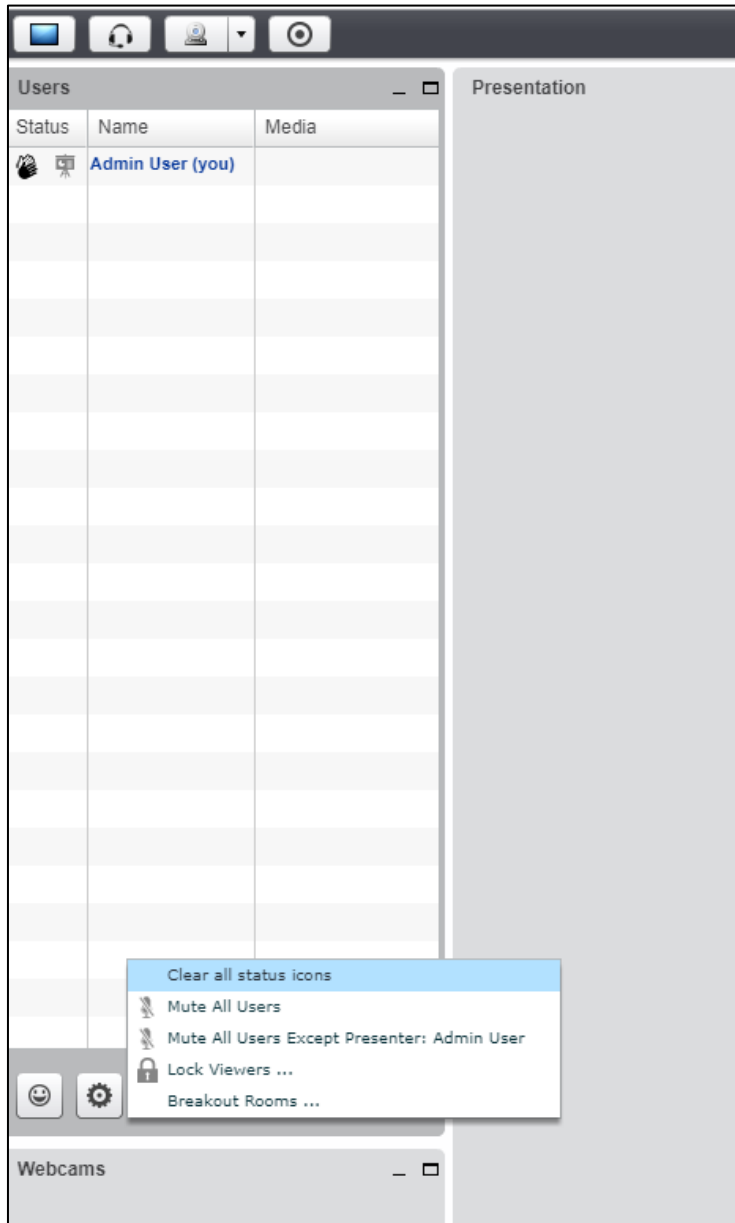 Users
Presentation
Status Name Media
Admin User (you)
Clear all status icons
Mute All Users
Mute All Users Except Presenter: Admin User
Lock Viewers ...
Breakout Rooms ...
Webcams